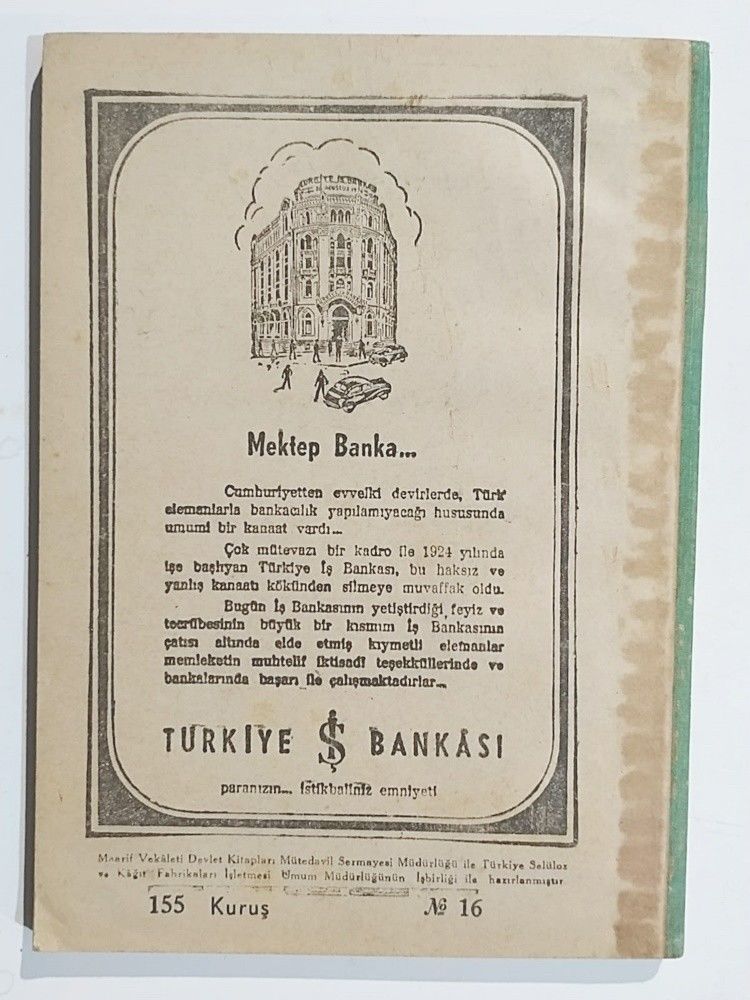 TÜRKİYE İŞ BANKASI
Mektep Banka...
Cumhuriyetten evvelki devirlerde, Türk
elemanlarla bankacılık yapılamıyacağı hususunda
umumi bir kanaat vardı...
Çok mütevazı bir kadro ile 1924 yılında
işe başlıyan Türkiye İş Bankası, bu haksız ve
yanlış kanaatı kökünden silmeye muvaffak oldu.
Bugün İş Bankasının yetiştirdiği, feyiz ve
tecrübesinin büyük bir kısmını İş Bankasının
çatısı altında elde etmiş kıymetli elemanlar
memleketin muhtelif iktisadî teşekküllerinde ve
bankalarında başarı ile çalışmaktadırlar...
TÜRKİYE İŞ BANKASI
paranızın... istikbaliniz emniyeti
Maarif Vekâleti Devlet Kitapları Mütedavil Sermayesi Müdürlüğü ile Türkiye Selüloz
ve Kâğıt Fabrikaları İşletmesi Umum Müdürlüğünün İşbirliği ile hazırlanmıştır
155 Kuruş № 16